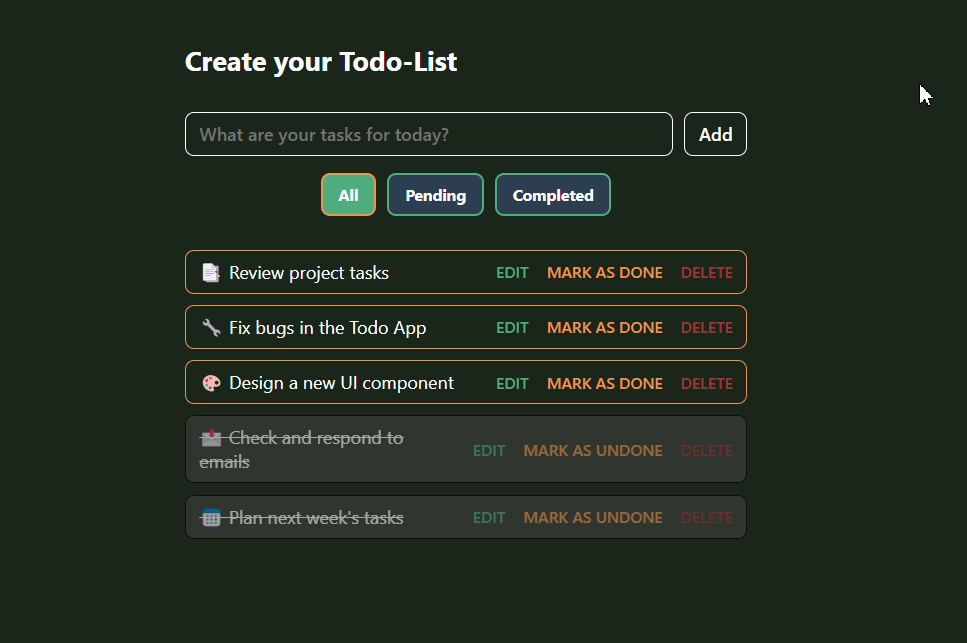 Create your Todo-List
What are your tasks for today? Add
All Pending Completed
Review project tasks EDIT MARK AS DONE DELETE
Fix bugs in the Todo App EDIT MARK AS DONE DELETE
Design a new UI component EDIT MARK AS DONE DELETE
Check and respond to
emails EDIT MARK AS UNDONE DELETE
Plan next week's tasks EDIT MARK AS UNDONE DELETE